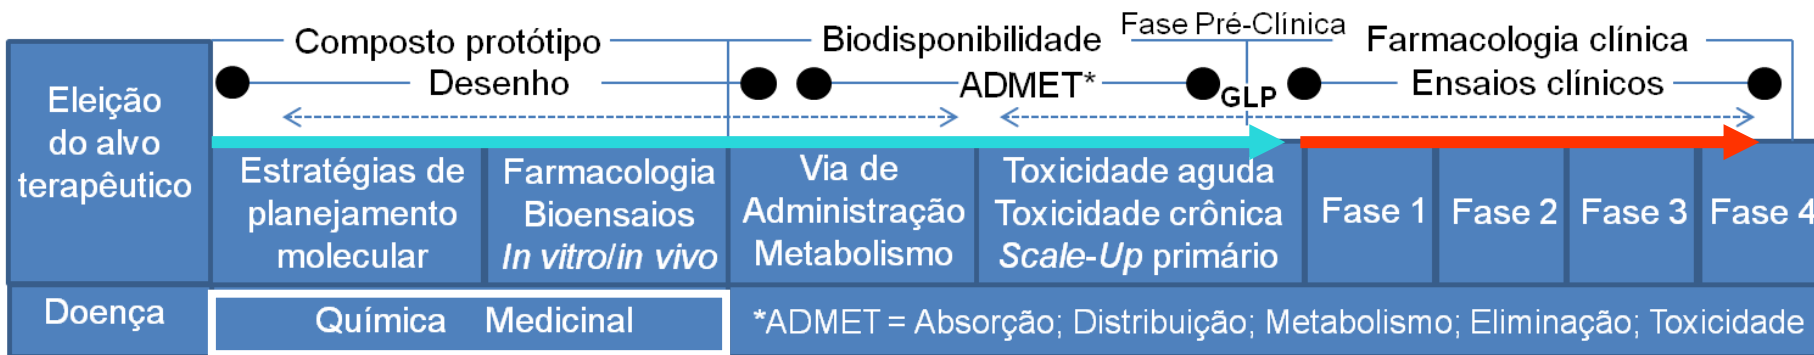 Composto protótipo
Desenho
Biodisponibilidade
ADMET*
Fase Pré-Clínica
GLP
Farmacologia clínica
Ensaios clínicos
Eleição
do alvo
terapêutico
Estratégias de
planejamento
molecular
Farmacologia
Bioensaios
In vitro/in vivo
Via de
Administração
Metabolismo
Toxicidade aguda
Toxicidade crônica
Scale-Up primário
Fase 1
Fase 2
Fase 3
Fase 4
Doença
Química Medicinal
*ADMET = Absorção; Distribuição; Metabolismo; Eliminação; Toxicidade